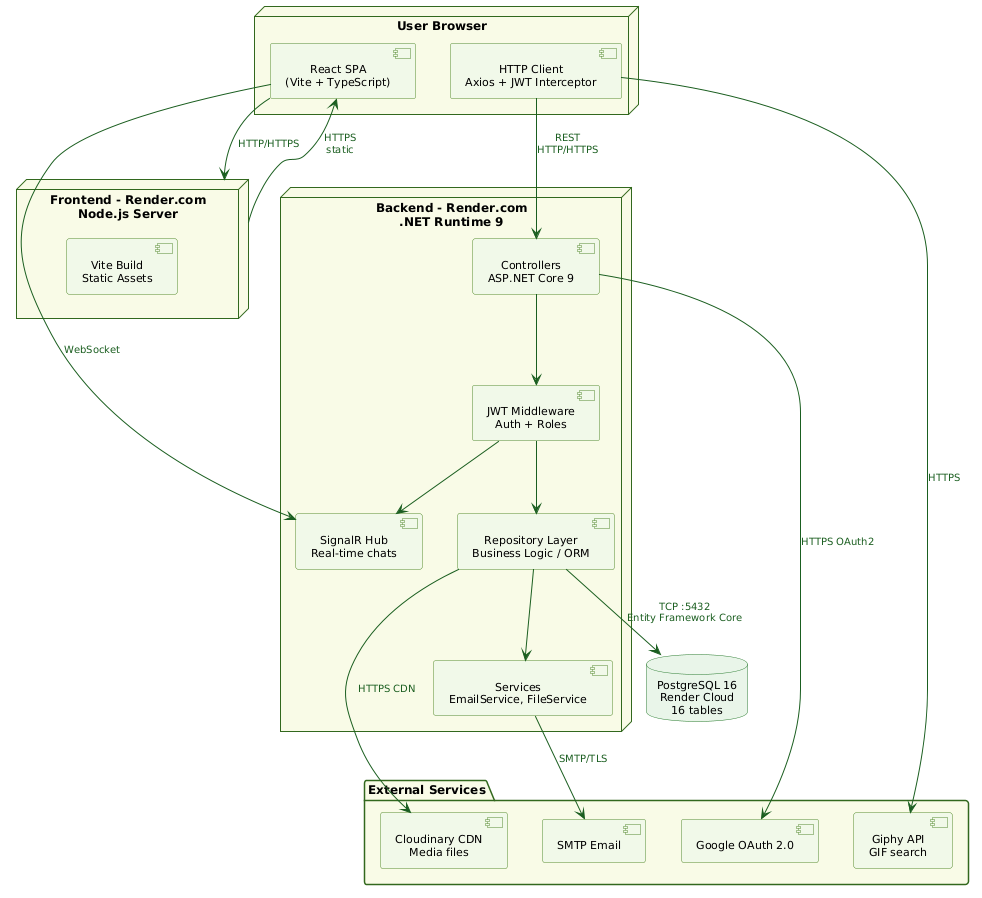 User Browser
React SPA
(Vite + TypeScript)
HTTP Client
Axios + JWT Interceptor
HTTP/HTTPS
HTTPS
static
REST
HTTP/HTTPS
Frontend - Render.com
Node.js Server
Vite Build
Static Assets
Backend - Render.com
.NET Runtime 9
Controllers
ASP.NET Core 9
WebSocket
JWT Middleware
Auth + Roles
HTTPS
SignalR Hub
Real-time chats
Repository Layer
Business Logic / ORM
HTTPS OAuth2
TCP :5432
Entity Framework Core
HTTPS CDN
Services
EmailService, FileService
PostgreSQL 16
Render Cloud
16 tables
SMTP/TLS
External Services
Cloudinary CDN
Media files
SMTP Email
Google OAuth 2.0
Giphy API
GIF search